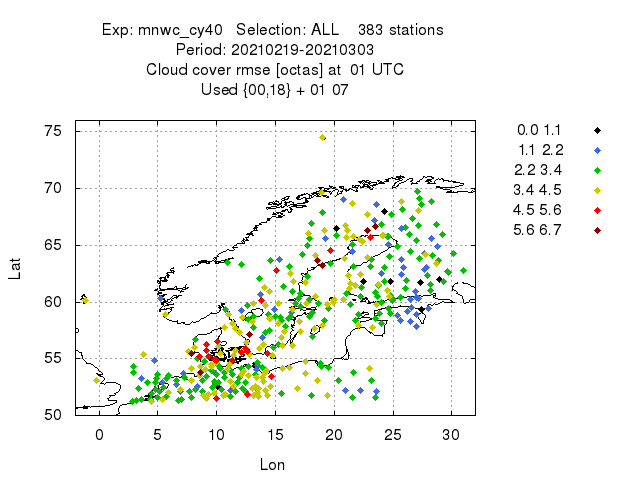 Exp: mnwc_cy40   Selection: ALL    383 stations
Period: 20210219-20210303
Cloud cover rmse [octas] at  01 UTC
Used {00,18} + 01 07
0.0 1.1
1.1 2.2
2.2 3.4
3.4 4.5
4.5 5.6
5.6 6.7
75
70
65
60
55
50
Lat
0 5 10 15 20 25 30
Lon